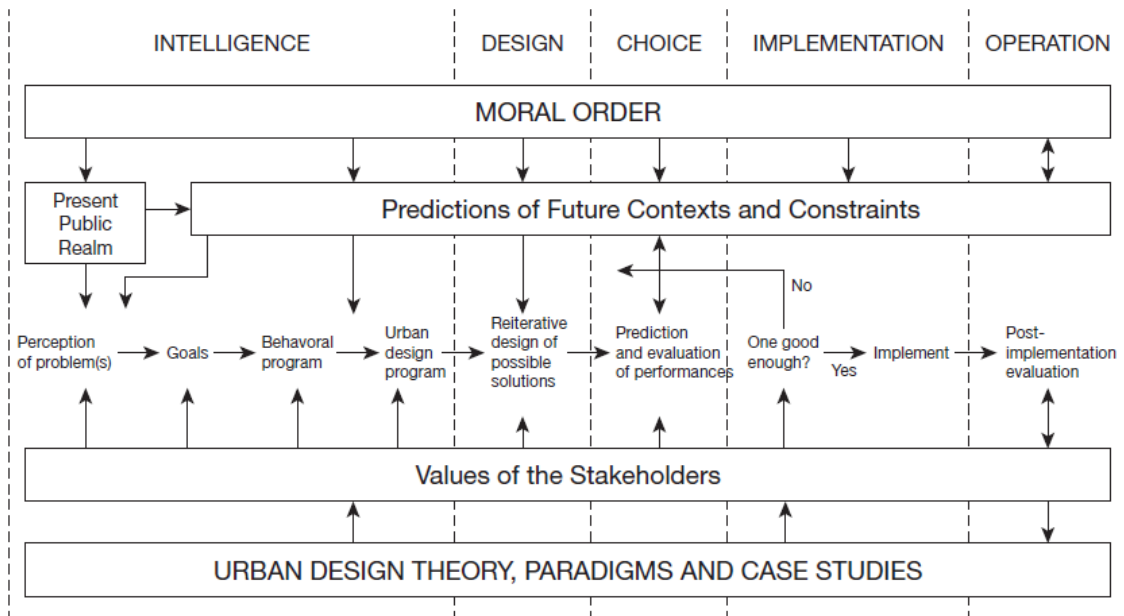 INTELLIGENCE
DESIGN
CHOICE
IMPLEMENTATION
OPERATION
MORAL ORDER
Present
Public
Realm
Predictions of Future Contexts and Constraints
No
Perception
of problem(s)
Goals
Behavoral
program
Urban
design
program
Reiterative
design of
possible
solutions
Prediction
and evaluation
of performances
One good
enough?
Yes
Implement
Post-
implementation
evaluation
Values of the Stakeholders
URBAN DESIGN THEORY, PARADIGMS AND CASE STUDIES